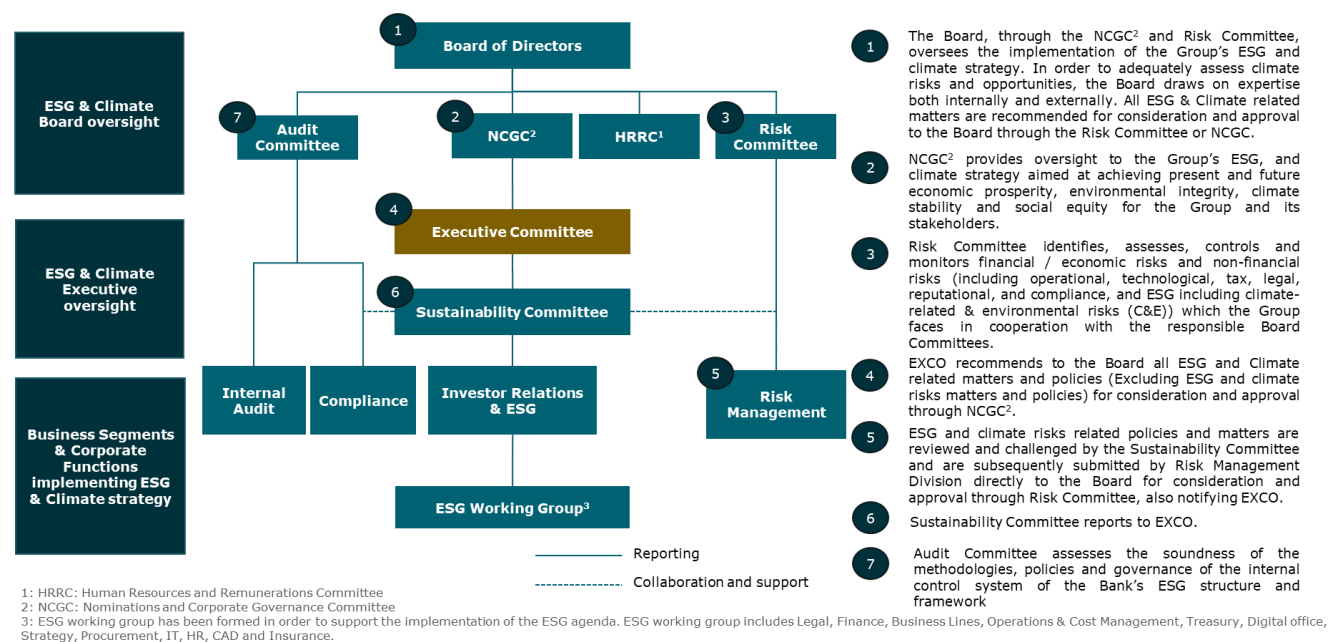 1
Board of Directors
ESG & Climate
Board oversight
7
Audit
Committee
2
NCGC²
HRRC¹
3
Risk
Committee
4
Executive Committee
ESG & Climate
Executive
oversight
6
Sustainability Committee
Business Segments
& Corporate
Functions
implementing ESG
& Climate strategy
Internal
Audit
Compliance
Investor Relations
& ESG
5
Risk
Management
ESG Working Group³
Reporting
Collaboration and support
1
The Board, through the NCGC² and Risk Committee,
oversees the implementation of the Group's ESG and
climate strategy. In order to adequately assess climate
risks and opportunities, the Board draws on expertise
both internally and externally. All ESG & Climate related
matters are recommended for consideration and approval
to the Board through the Risk Committee or NCGC.
2
NCGC² provides oversight to the Group's ESG, and
climate strategy aimed at achieving present and future
economic prosperity, environmental integrity, climate
stability and social equity for the Group and its
stakeholders.
3
Risk Committee identifies, assesses, controls and
monitors financial / economic risks and non-financial
risks (including operational, technological, tax, legal,
reputational, and compliance, and ESG including climate-
related & environmental risks (C&E)) which the Group
faces in cooperation with the responsible Board
Committees.
4
EXCO recommends to the Board all ESG and Climate
related matters and policies (Excluding ESG and climate
risks matters and policies) for consideration and approval
through NCGC².
5
ESG and climate risks related policies and matters are
reviewed and challenged by the Sustainability Committee
and are subsequently submitted by Risk Management
Division directly to the Board for consideration and
approval through Risk Committee, also notifying EXCO.
6
Sustainability Committee reports to EXCO.
7
Audit Committee assesses the soundness of the
methodologies, policies and governance of the internal
control system of the Bank's ESG structure and
framework
1: HRRC: Human Resources and Remunerations Committee
2: NCGC: Nominations and Corporate Governance Committee
3: ESG working group has been formed in order to support the implementation of the ESG agenda. ESG working group includes Legal, Finance, Business Lines, Operations & Cost Management, Treasury, Digital office,
Strategy, Procurement, IT, HR, CAD and Insurance.